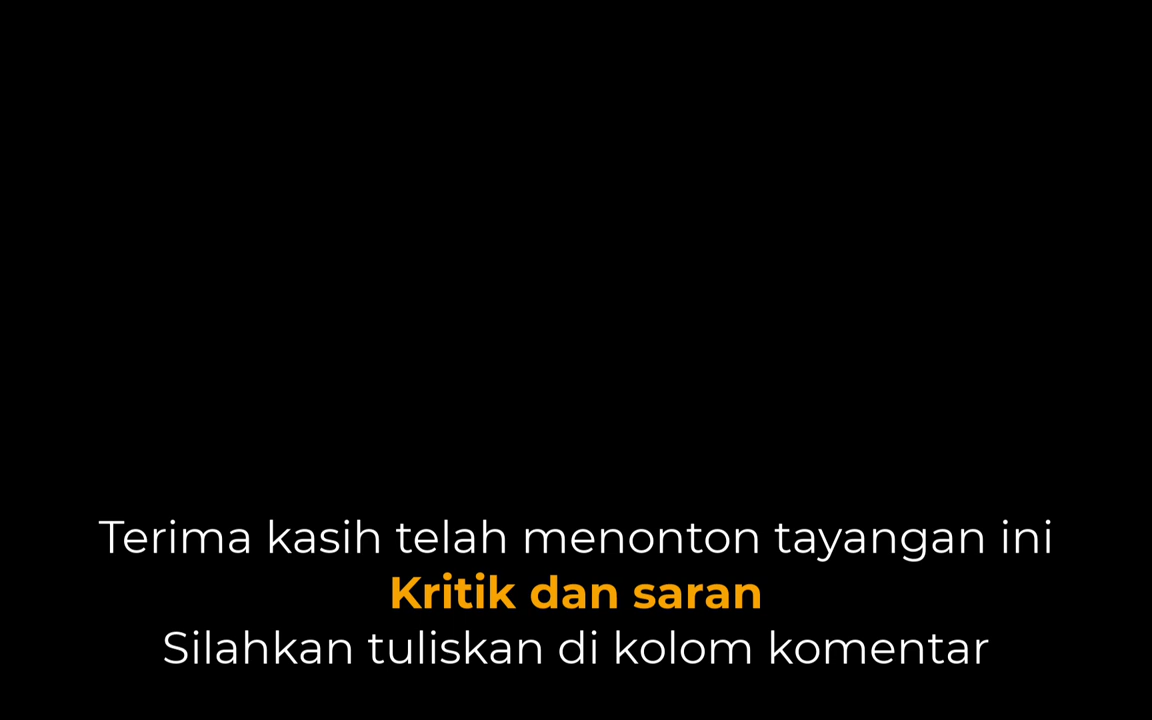 Terima kasih telah menonton tayangan ini
Kritik dan saran
Silahkan tuliskan di kolom komentar